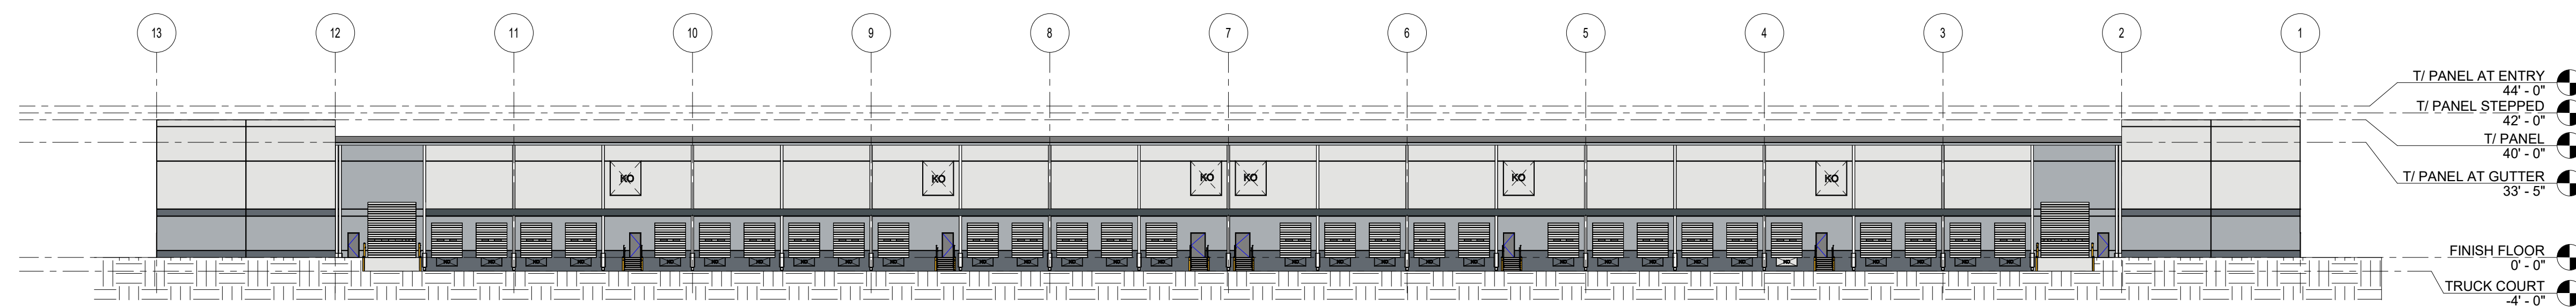 13 12 11 10 9 8 7 6 5 4 3 2 1
T/ PANEL AT ENTRY
44' - 0"
T/ PANEL STEPPED
42' - 0"
T/ PANEL
40' - 0"
T/ PANEL AT GUTTER
33' - 5"
KO KO KO KO KO KO
FINISH FLOOR
0' - 0"
TRUCK COURT
-4' - 0"